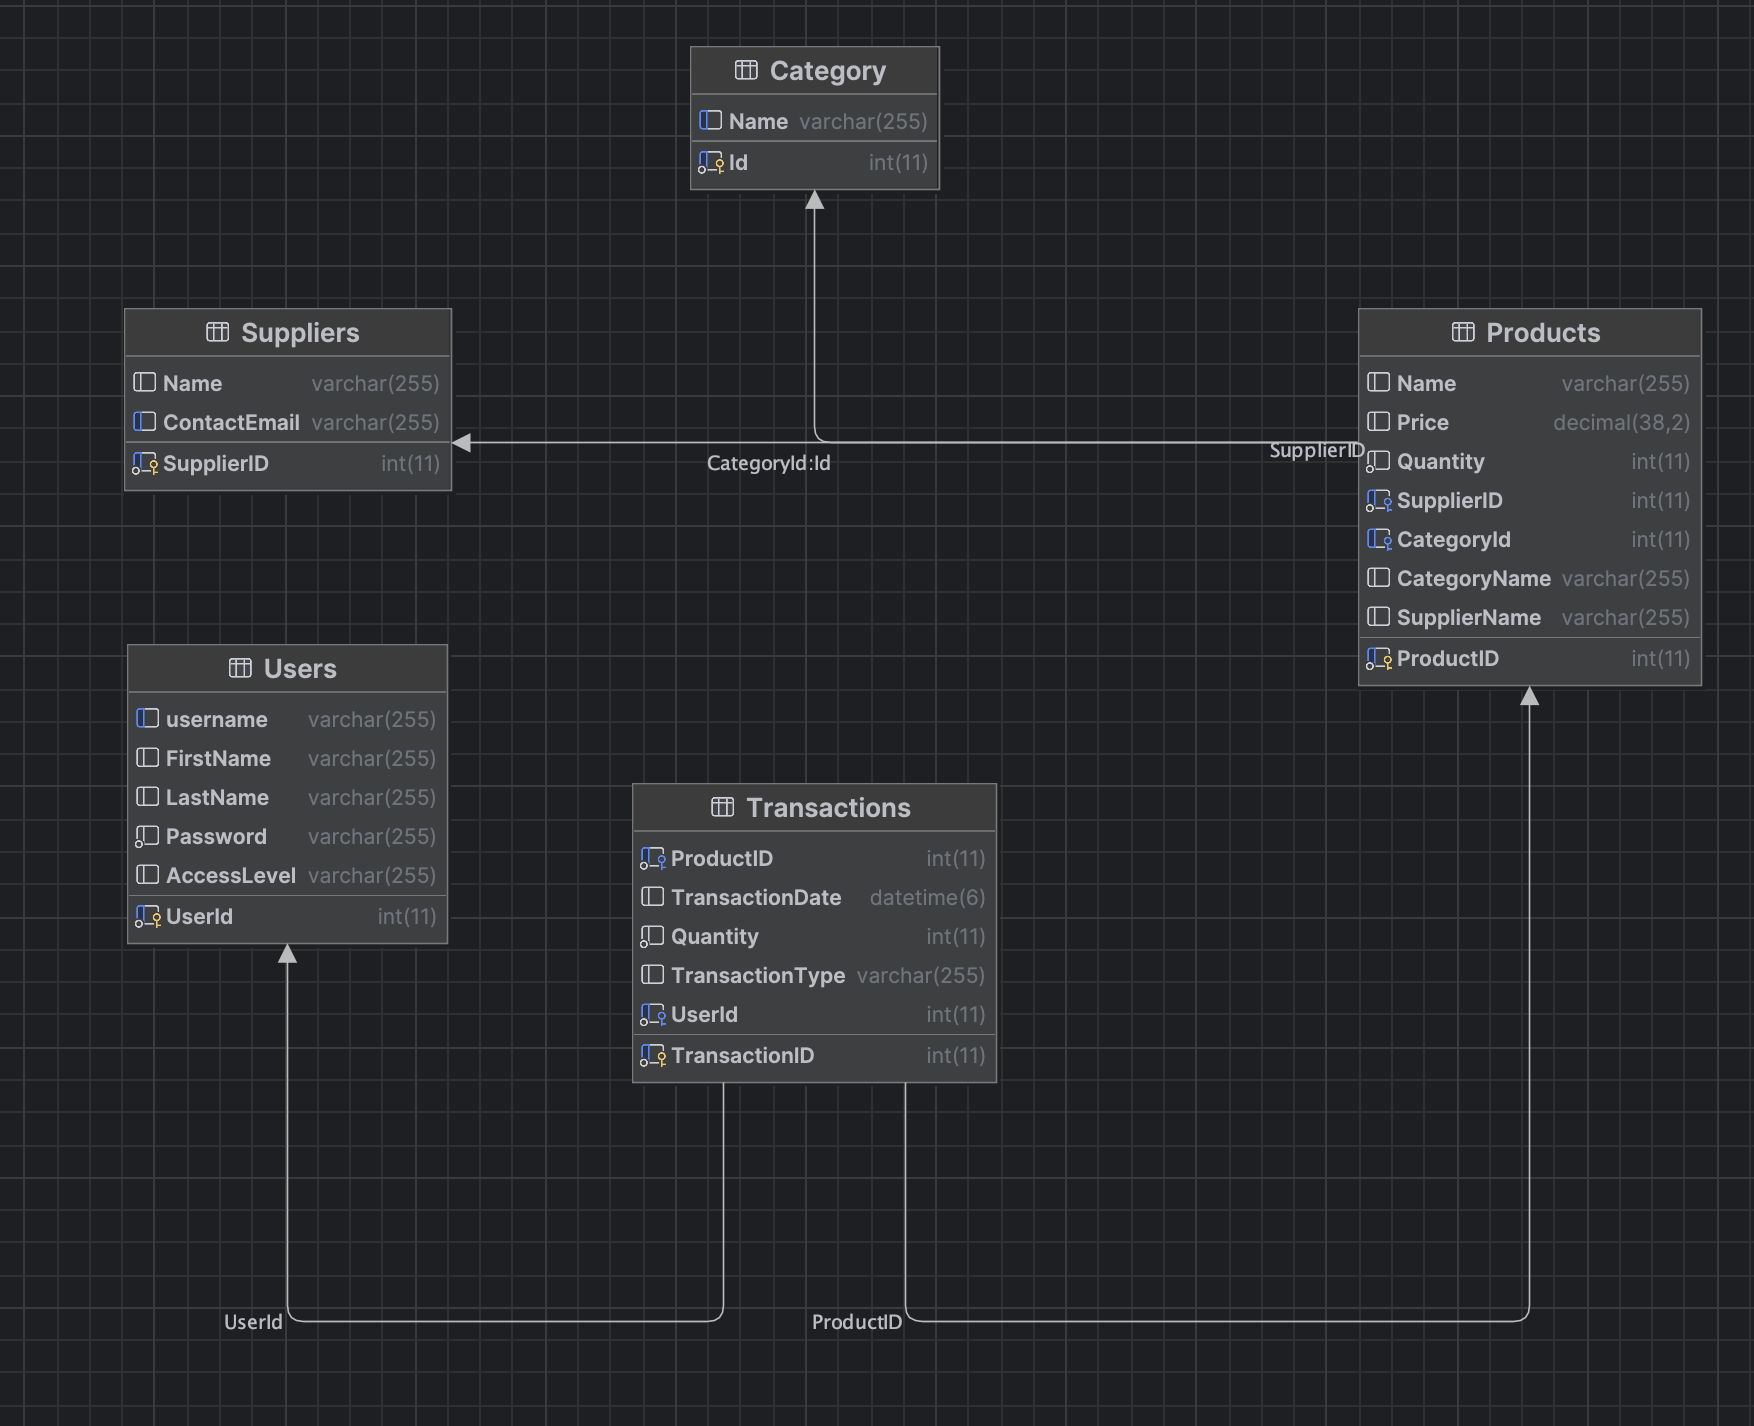 Category
Name varchar(255)
Id int(11)
Suppliers
Name varchar(255)
ContactEmail varchar(255)
SupplierID int(11)
Products
Name varchar(255)
Price decimal(38,2)
Quantity int(11)
SupplierID int(11)
CategoryId int(11)
CategoryName varchar(255)
SupplierName varchar(255)
ProductID int(11)
CategoryId:Id
SupplierID
Users
username varchar(255)
FirstName varchar(255)
LastName varchar(255)
Password varchar(255)
AccessLevel varchar(255)
UserId int(11)
Transactions
ProductID int(11)
TransactionDate datetime(6)
Quantity int(11)
TransactionType varchar(255)
UserId int(11)
TransactionID int(11)
UserId
ProductID